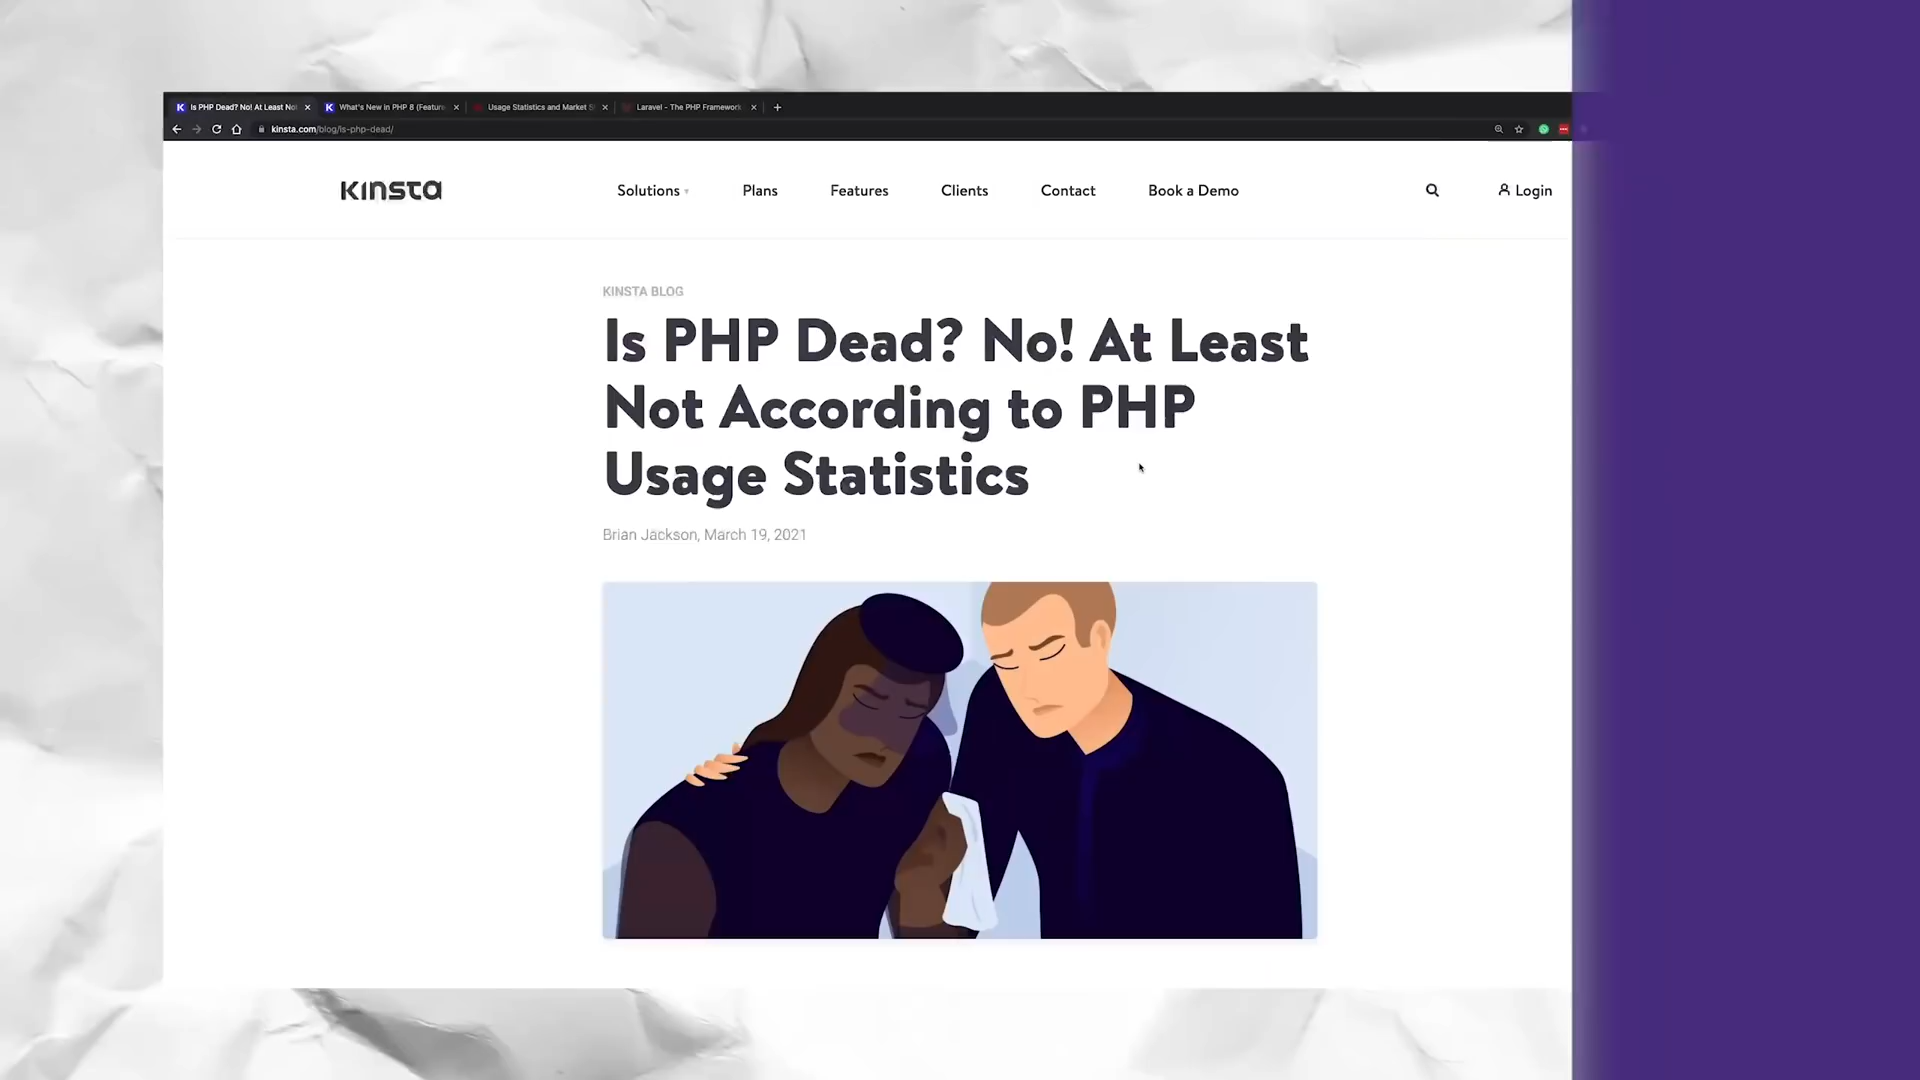 Is PHP Dead? No! At Least No
What's New in PHP 8 (Feature
Usage Statistics and Market S
Laravel - The PHP Framework
kinsta.com/blog/is-php-dead/
KINSTA
Solutions
Plans
Features
Clients
Contact
Book a Demo
Login
KINSTA BLOG
Is PHP Dead? No! At Least
Not According to PHP
Usage Statistics
Brian Jackson, March 19, 2021